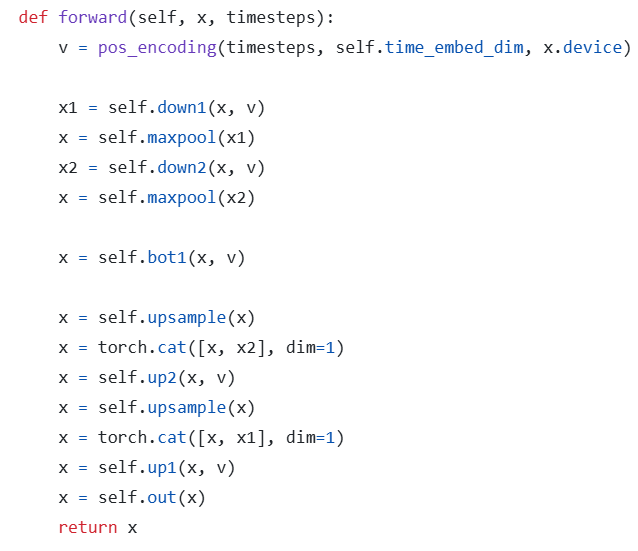 def forward(self, x, timesteps):
    v = pos_encoding(timesteps, self.time_embed_dim, x.device)

    x1 = self.down1(x, v)
    x = self.maxpool(x1)
    x2 = self.down2(x, v)
    x = self.maxpool(x2)

    x = self.bot1(x, v)

    x = self.upsample(x)
    x = torch.cat([x, x2], dim=1)
    x = self.up2(x, v)
    x = self.upsample(x)
    x = torch.cat([x, x1], dim=1)
    x = self.up1(x, v)
    x = self.out(x)
    return x